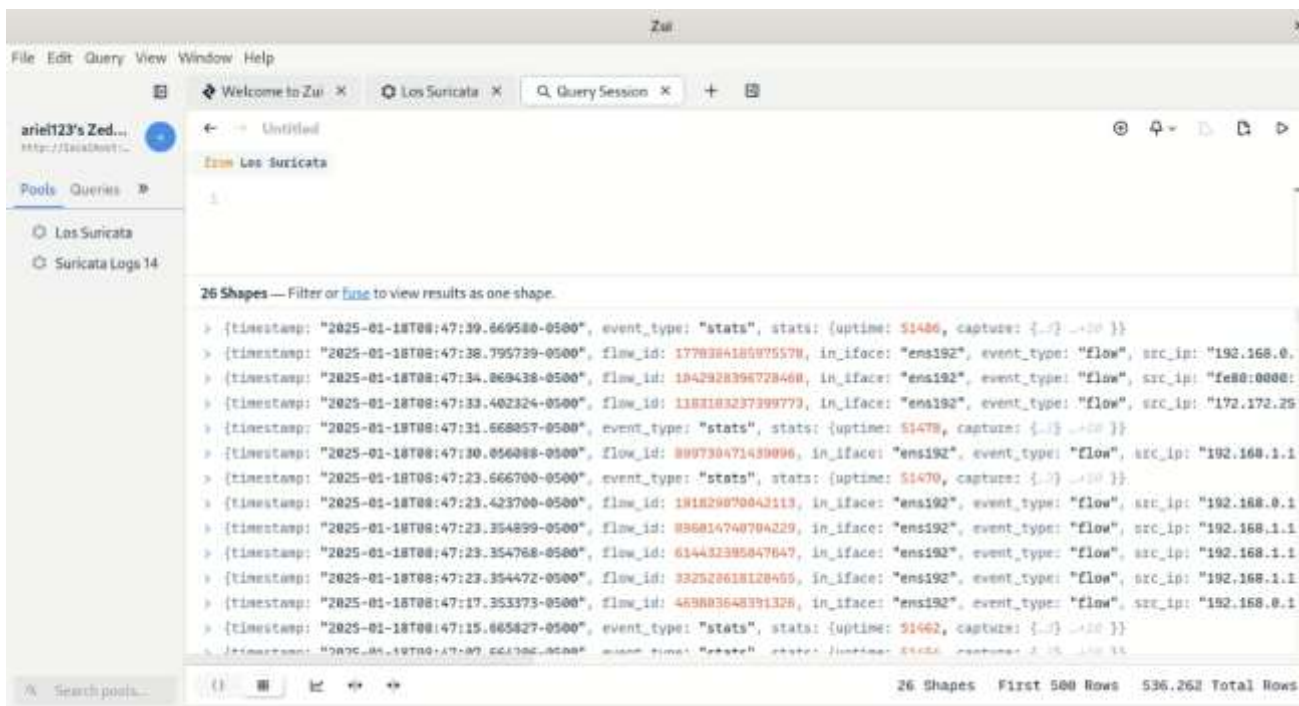 Zui
File Edit Query View Window Help
Welcome to Zui × Los Suricata × Query Session × +
ariel123's Zed...
Untitled
from Los Suricata
Pools Queries »
1
Los Suricata
Suricata Logs 14
26 Shapes — Filter or fuse to view results as one shape.
> {timestamp: "2025-01-18T08:47:39.669580-0500", event_type: "stats", stats: {uptime: 51486, capture: {...} }}
> {timestamp: "2025-01-18T08:47:38.795739-0500", flow_id: in_iface: "ens192", event_type: "flow", src_ip: "192.168.0.
> {timestamp: "2025-01-18T08:47:34.069438-0500", flow_id: in_iface: "ens192", event_type: "flow", src_ip: "fe80:0000:
> {timestamp: "2025-01-18T08:47:33.402324-0500", flow_id: 1183183237399773, in_iface: "ens192", event_type: "flow", src_ip: "172.172.25
> {timestamp: "2025-01-18T08:47:31.668057-0500", event_type: "stats", stats: {uptime: 51478, capture: {...} }}
> {timestamp: "2025-01-18T08:47:30.056088-0500", flow_id: in_iface: "ens192", event_type: "flow", src_ip: "192.168.1.1
> {timestamp: "2025-01-18T08:47:23.666700-0500", event_type: "stats", stats: {uptime: 51470, capture: {...} }}
> {timestamp: "2025-01-18T08:47:23.423700-0500", flow_id: in_iface: "ens192", event_type: "flow", src_ip: "192.168.0.1
> {timestamp: "2025-01-18T08:47:23.354899-0500", flow_id: 896014740704229, in_iface: "ens192", event_type: "flow", src_ip: "192.168.1.1
> {timestamp: "2025-01-18T08:47:23.354768-0500", flow_id: 614432395047647, in_iface: "ens192", event_type: "flow", src_ip: "192.168.1.1
> {timestamp: "2025-01-18T08:47:23.354472-0500", flow_id: in_iface: "ens192", event_type: "flow", src_ip: "192.168.1.1
> {timestamp: "2025-01-18T08:47:17.353373-0500", flow_id: 469803648391326, in_iface: "ens192", event_type: "flow", src_ip: "192.168.0.1
> {timestamp: "2025-01-18T08:47:15.665827-0500", event_type: "stats", stats: {uptime: 51462, capture: {...} }}
Search pools...
26 Shapes First 500 Rows 536.262 Total Rows